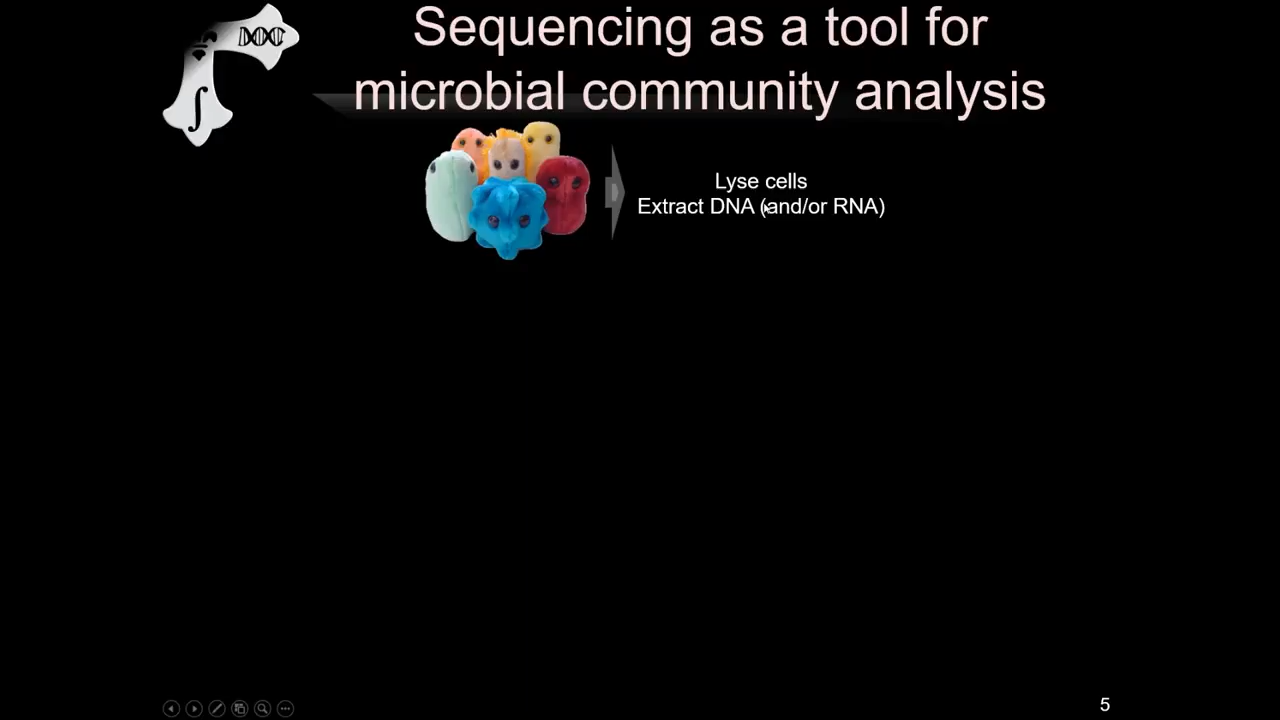 Sequencing as a tool for
microbial community analysis
Lyse cells
Extract DNA (and/or RNA)
5